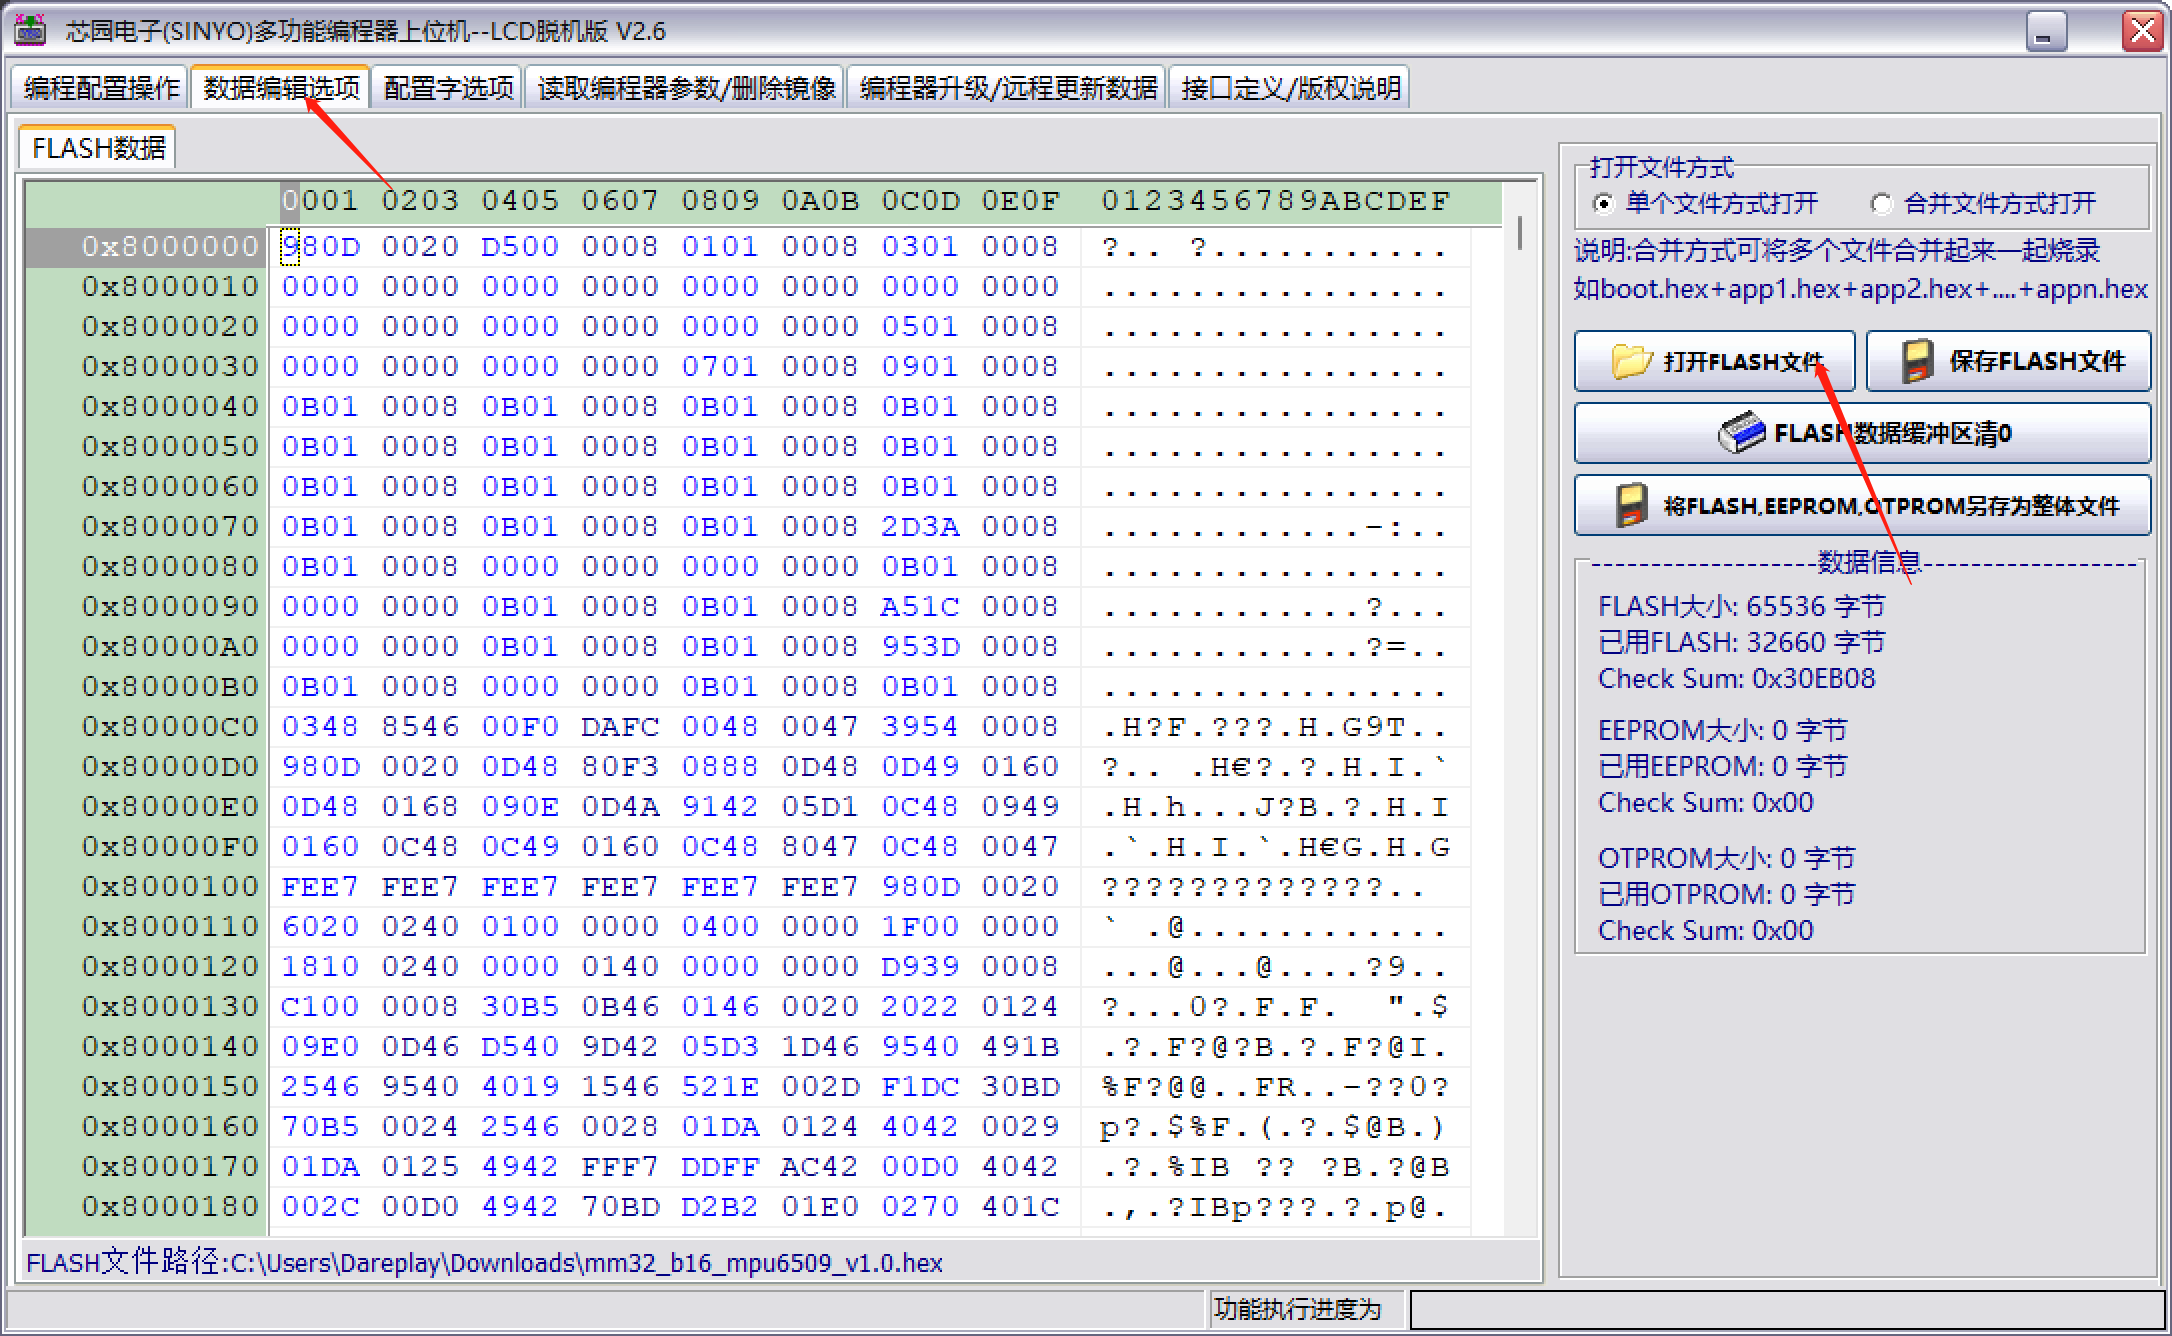 芯园电子(SINYO)多功能编程器上位机--LCD脱机版 V2.6
编程配置操作 数据编辑选项 配置字选项 读取编程器参数/删除镜像 编程器升级/远程更新数据 接口定义/版权说明
FLASH数据
0001 0203 0405 0607 0809 0A0B 0C0D 0E0F 0123456789ABCDEF
0x8000000 980D 0020 D500 0008 0101 0008 0301 0008 ?.. ?...........
0x8000010 0000 0000 0000 0000 0000 0000 0000 0000 ................
0x8000020 0000 0000 0000 0000 0000 0000 0501 0008 ................
0x8000030 0000 0000 0000 0000 0701 0008 0901 0008 ................
0x8000040 0B01 0008 0B01 0008 0B01 0008 0B01 0008 ................
0x8000050 0B01 0008 0B01 0008 0B01 0008 0B01 0008 ................
0x8000060 0B01 0008 0B01 0008 0B01 0008 0B01 0008 ................
0x8000070 0B01 0008 0B01 0008 0B01 0008 2D3A 0008 ............-:..
0x8000080 0B01 0008 0000 0000 0000 0000 0B01 0008 ................
0x8000090 0000 0000 0B01 0008 0B01 0008 A51C 0008 ............?...
0x80000A0 0000 0000 0B01 0008 0B01 0008 953D 0008 ............?=..
0x80000B0 0B01 0008 0000 0000 0B01 0008 0B01 0008 ................
0x80000C0 0348 8546 00F0 DAFC 0048 0047 3954 0008 .H?F.???.H.G9T..
0x80000D0 980D 0020 0D48 80F3 0888 0D48 0D49 0160 ?.. .H€?.?.H.I.`
0x80000E0 0D48 0168 090E 0D4A 9142 05D1 0C48 0949 .H.h...J?B.?.H.I
0x80000F0 0160 0C48 0C49 0160 0C48 8047 0C48 0047 .`.H.I.`.H€G.H.G
0x8000100 FEE7 FEE7 FEE7 FEE7 FEE7 FEE7 980D 0020 ?????????????.. 
0x8000110 6020 0240 0100 0000 0400 0000 1F00 0000 ` .@............
0x8000120 1810 0240 0000 0140 0000 0000 D939 0008 ...@...@....?9..
0x8000130 C100 0008 30B5 0B46 0146 0020 2022 0124 ?...0?.F.F.  ".$
0x8000140 09E0 0D46 D540 9D42 05D3 1D46 9540 491B .?.F?@?B.?.F?@I.
0x8000150 2546 9540 4019 1546 521E 002D F1DC 30BD %F?@@..FR..-??0?
0x8000160 70B5 0024 2546 0028 01DA 0124 4042 0029 p?.$%F.(.?.$@B.)
0x8000170 01DA 0125 4942 FFF7 DDFF AC42 00D0 4042 .?.%IB ?? ?B.?@B
0x8000180 002C 00D0 4942 70BD D2B2 01E0 0270 401C .,.?IBp???.?.p@.
FLASH文件路径:C:\Users\Dareplay\Downloads\mm32_b16_mpu6509_v1.0.hex
打开文件方式
单个文件方式打开 合并文件方式打开
说明:合并方式可将多个文件合并起来一起烧录
如boot.hex+app1.hex+app2.hex+....+appn.hex
打开FLASH文件 保存FLASH文件
FLASH数据缓冲区清0
将FLASH,EEPROM,OTPROM另存为整体文件
-------------------数据信息------------------
FLASH大小: 65536 字节
已用FLASH: 32660 字节
Check Sum: 0x30EB08
EEPROM大小: 0 字节
已用EEPROM: 0 字节
Check Sum: 0x00
OTPROM大小: 0 字节
已用OTPROM: 0 字节
Check Sum: 0x00
功能执行进度为